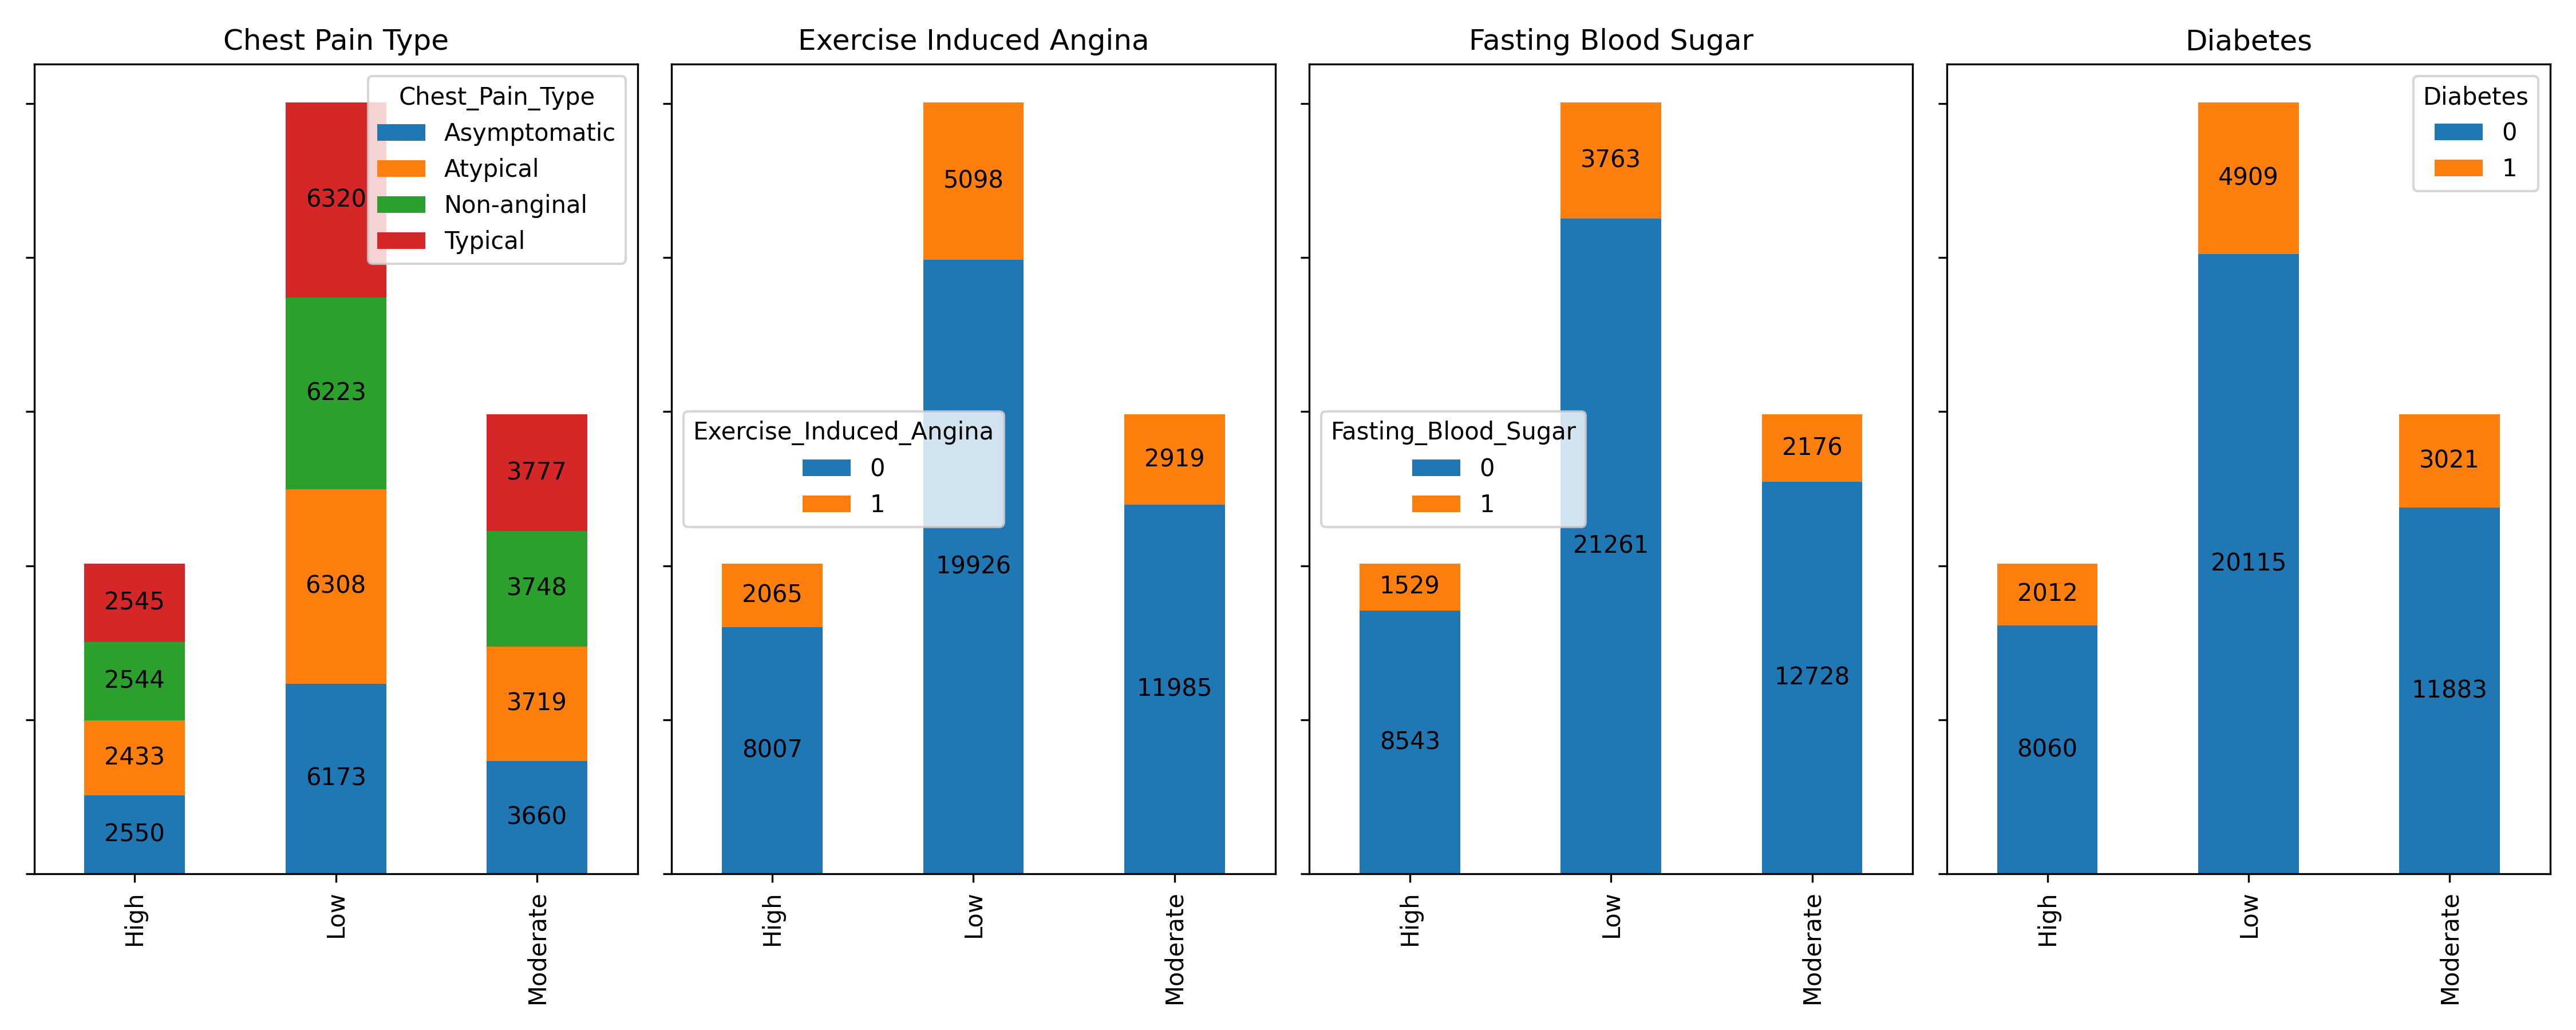 Chest Pain Type
Chest_Pain_Type
Asymptomatic
Atypical
Non-anginal
Typical
6320
6223
6308
6173
2545
2544
2433
2550
3777
3748
3719
3660
High
Low
Moderate
Exercise Induced Angina
5098
19926
Exercise_Induced_Angina
0
1
2065
8007
2919
11985
High
Low
Moderate
Fasting Blood Sugar
3763
21261
Fasting_Blood_Sugar
0
1
1529
8543
2176
12728
High
Low
Moderate
Diabetes
Diabetes
0
1
4909
20115
2012
8060
3021
11883
High
Low
Moderate